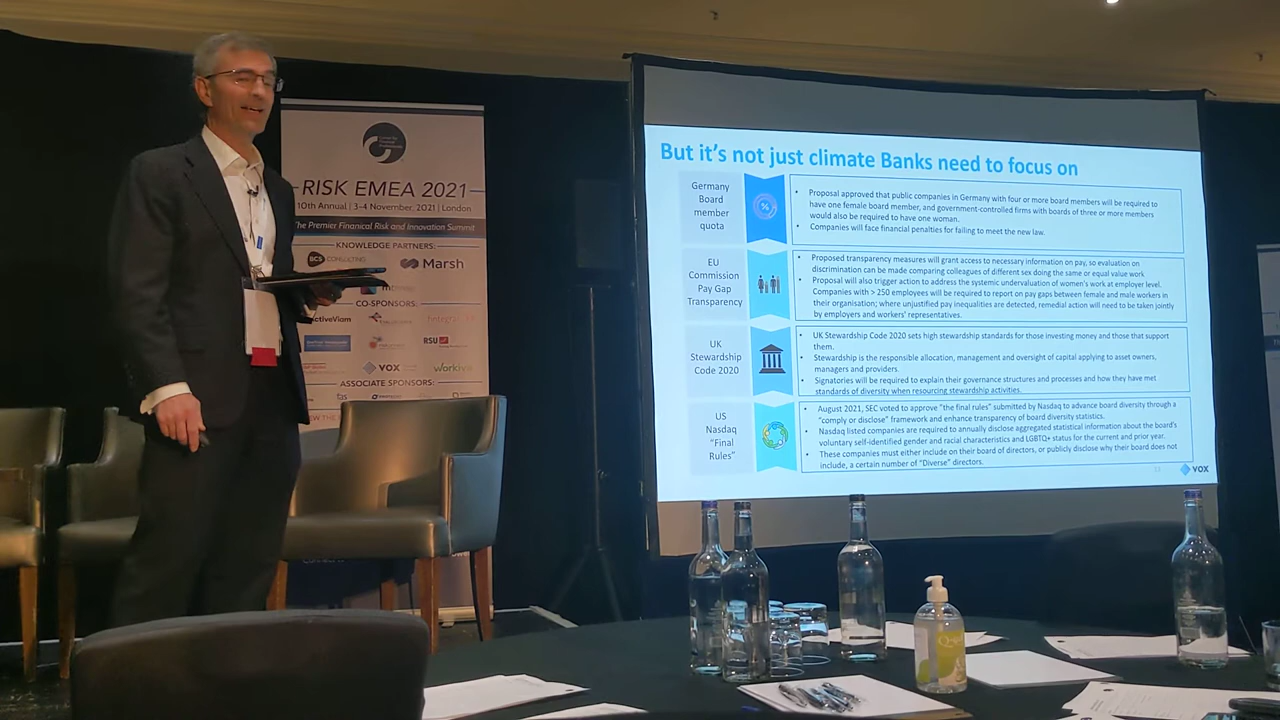 RISK EMEA 2021
10th Annual | 3-4 November, 2021 | London
The Premier Finanical Risk and Innovation Summit
KNOWLEDGE PARTNERS:
BCS CONSULTING
Marsh
CO-SPONSORS:
ActiveViam
RSU
VOX
Workiva
ASSOCIATE SPONSORS:
But it's not just climate Banks need to focus on
Germany
Board
member
quota
%
• Proposal approved that public companies in Germany with four or more board members will be required to
have one female board member, and government-controlled firms with boards of three or more members
would also be required to have one woman.
• Companies will face financial penalties for failing to meet the new law.
EU
Commission
Pay Gap
Transparency
• Proposed transparency measures will grant access to necessary information on pay, so evaluation on
discrimination can be made comparing colleagues of different sex doing the same or equal value work
• Proposal will also trigger action to address the systemic undervaluation of women's work at employer level.
Companies with > 250 employees will be required to report on pay gaps between female and male workers in
their organisation; where unjustified pay inequalities are detected, remedial action will need to be taken jointly
by employers and workers' representatives.
UK
Stewardship
Code 2020
• UK Stewardship Code 2020 sets high stewardship standards for those investing money and those that support
them.
• Stewardship is the responsible allocation, management and oversight of capital applying to asset owners,
managers and providers.
• Signatories will be required to explain their governance structures and processes and how they have met
standards of diversity when resourcing stewardship activities.
US
Nasdaq
"Final
Rules"
• August 2021, SEC voted to approve "the final rules" submitted by Nasdaq to advance board diversity through a
"comply or disclose" framework and enhance transparency of board diversity statistics.
• Nasdaq listed companies are required to annually disclose aggregated statistical information about the board's
voluntary self-identified gender and racial characteristics and LGBTQ+ status for the current and prior year.
• These companies must either include on their board of directors, or publicly disclose why their board does not
include, a certain number of "Diverse" directors.
VOX